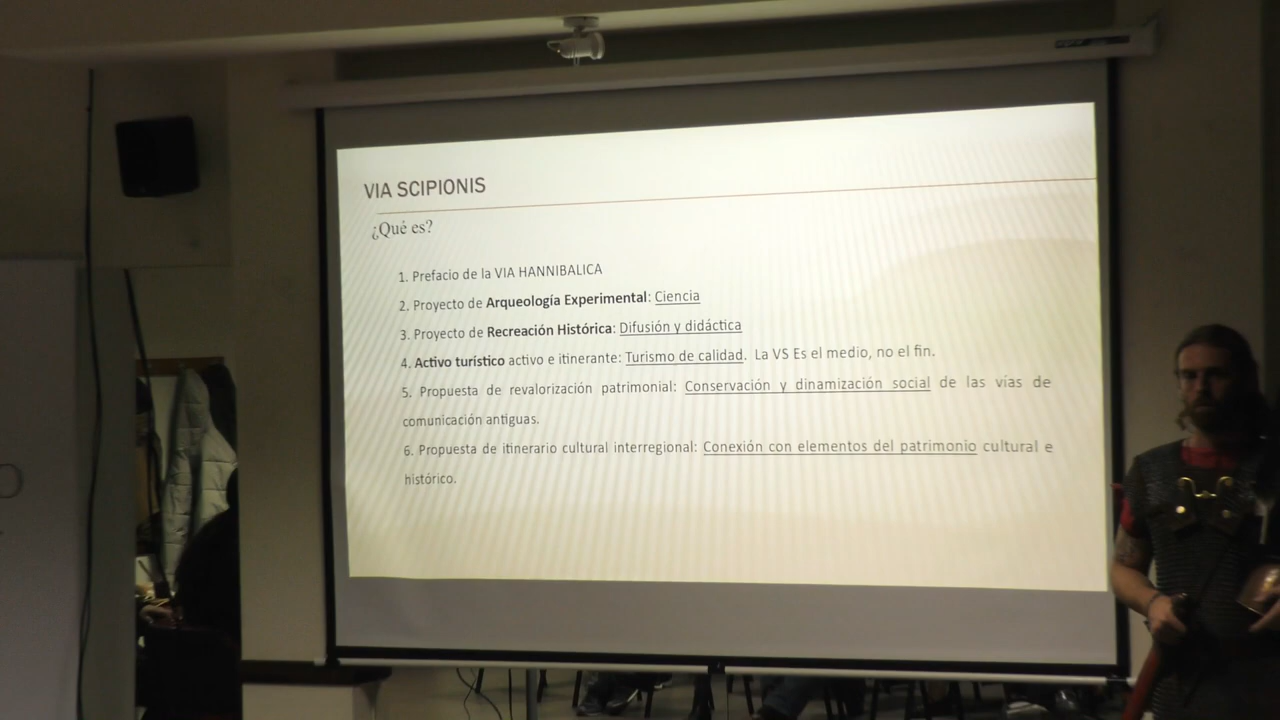 VIA SCIPIONIS
¿Qué es?
1. Prefacio de la VIA HANNIBALICA
2. Proyecto de Arqueología Experimental: Ciencia
3. Proyecto de Recreación Histórica: Difusión y didáctica
4. Activo turístico activo e itinerante: Turismo de calidad. La VS Es el medio, no el fin.
5. Propuesta de revalorización patrimonial: Conservación y dinamización social de las vías de
comunicación antiguas.
6. Propuesta de itinerario cultural interregional: Conexión con elementos del patrimonio cultural e
histórico.